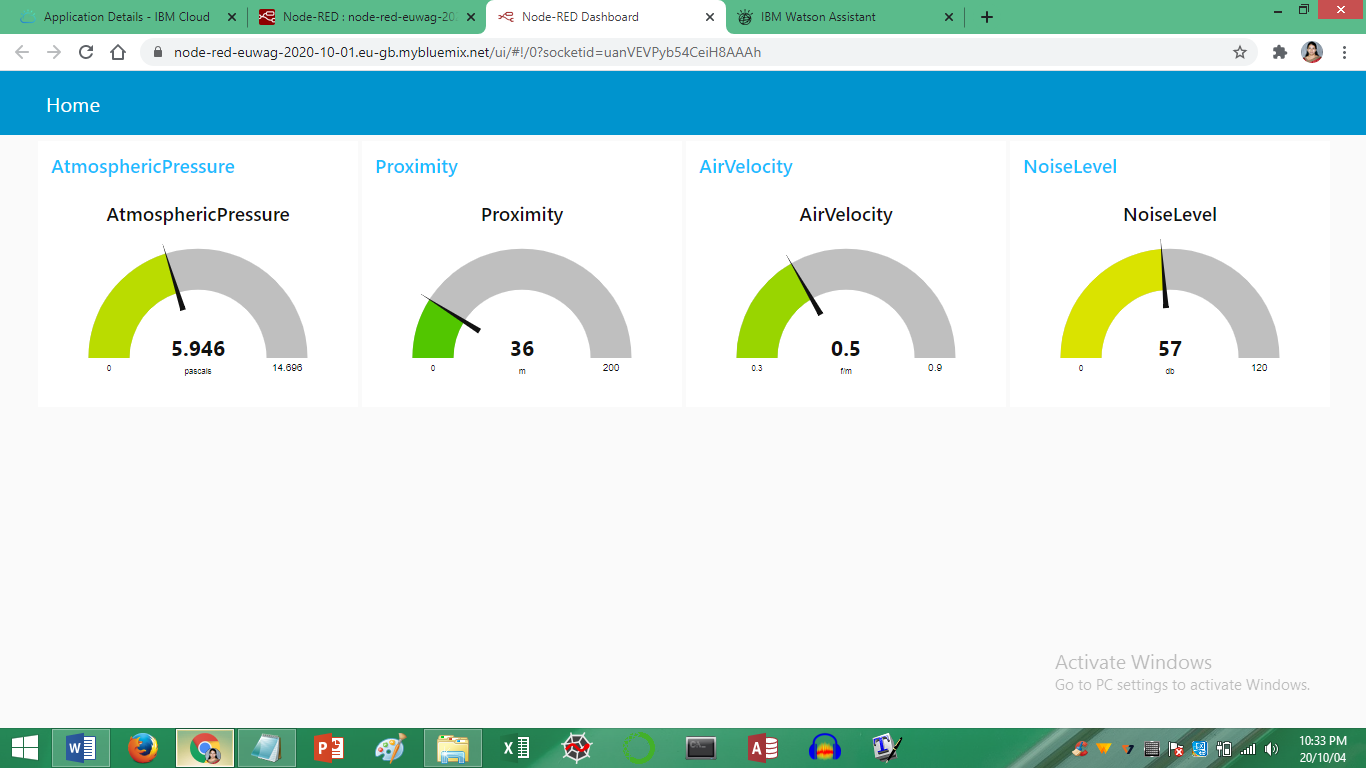 Application Details - IBM Cloud
Node-RED : node-red-euwag-202
Node-RED Dashboard
IBM Watson Assistant
node-red-euwag-2020-10-01.eu-gb.mybluemix.net/ui/#!/0?socketid=uanVEVPyb54CeiH8AAAh
Home
AtmosphericPressure Proximity AirVelocity NoiseLevel
AtmosphericPressure Proximity AirVelocity NoiseLevel
5.946 36 0.5 57
0 pascals 14.696 0 m 200 0.3 f/m 0.9 0 db 120
Activate Windows
Go to PC settings to activate Windows.
10:33 PM
20/10/04